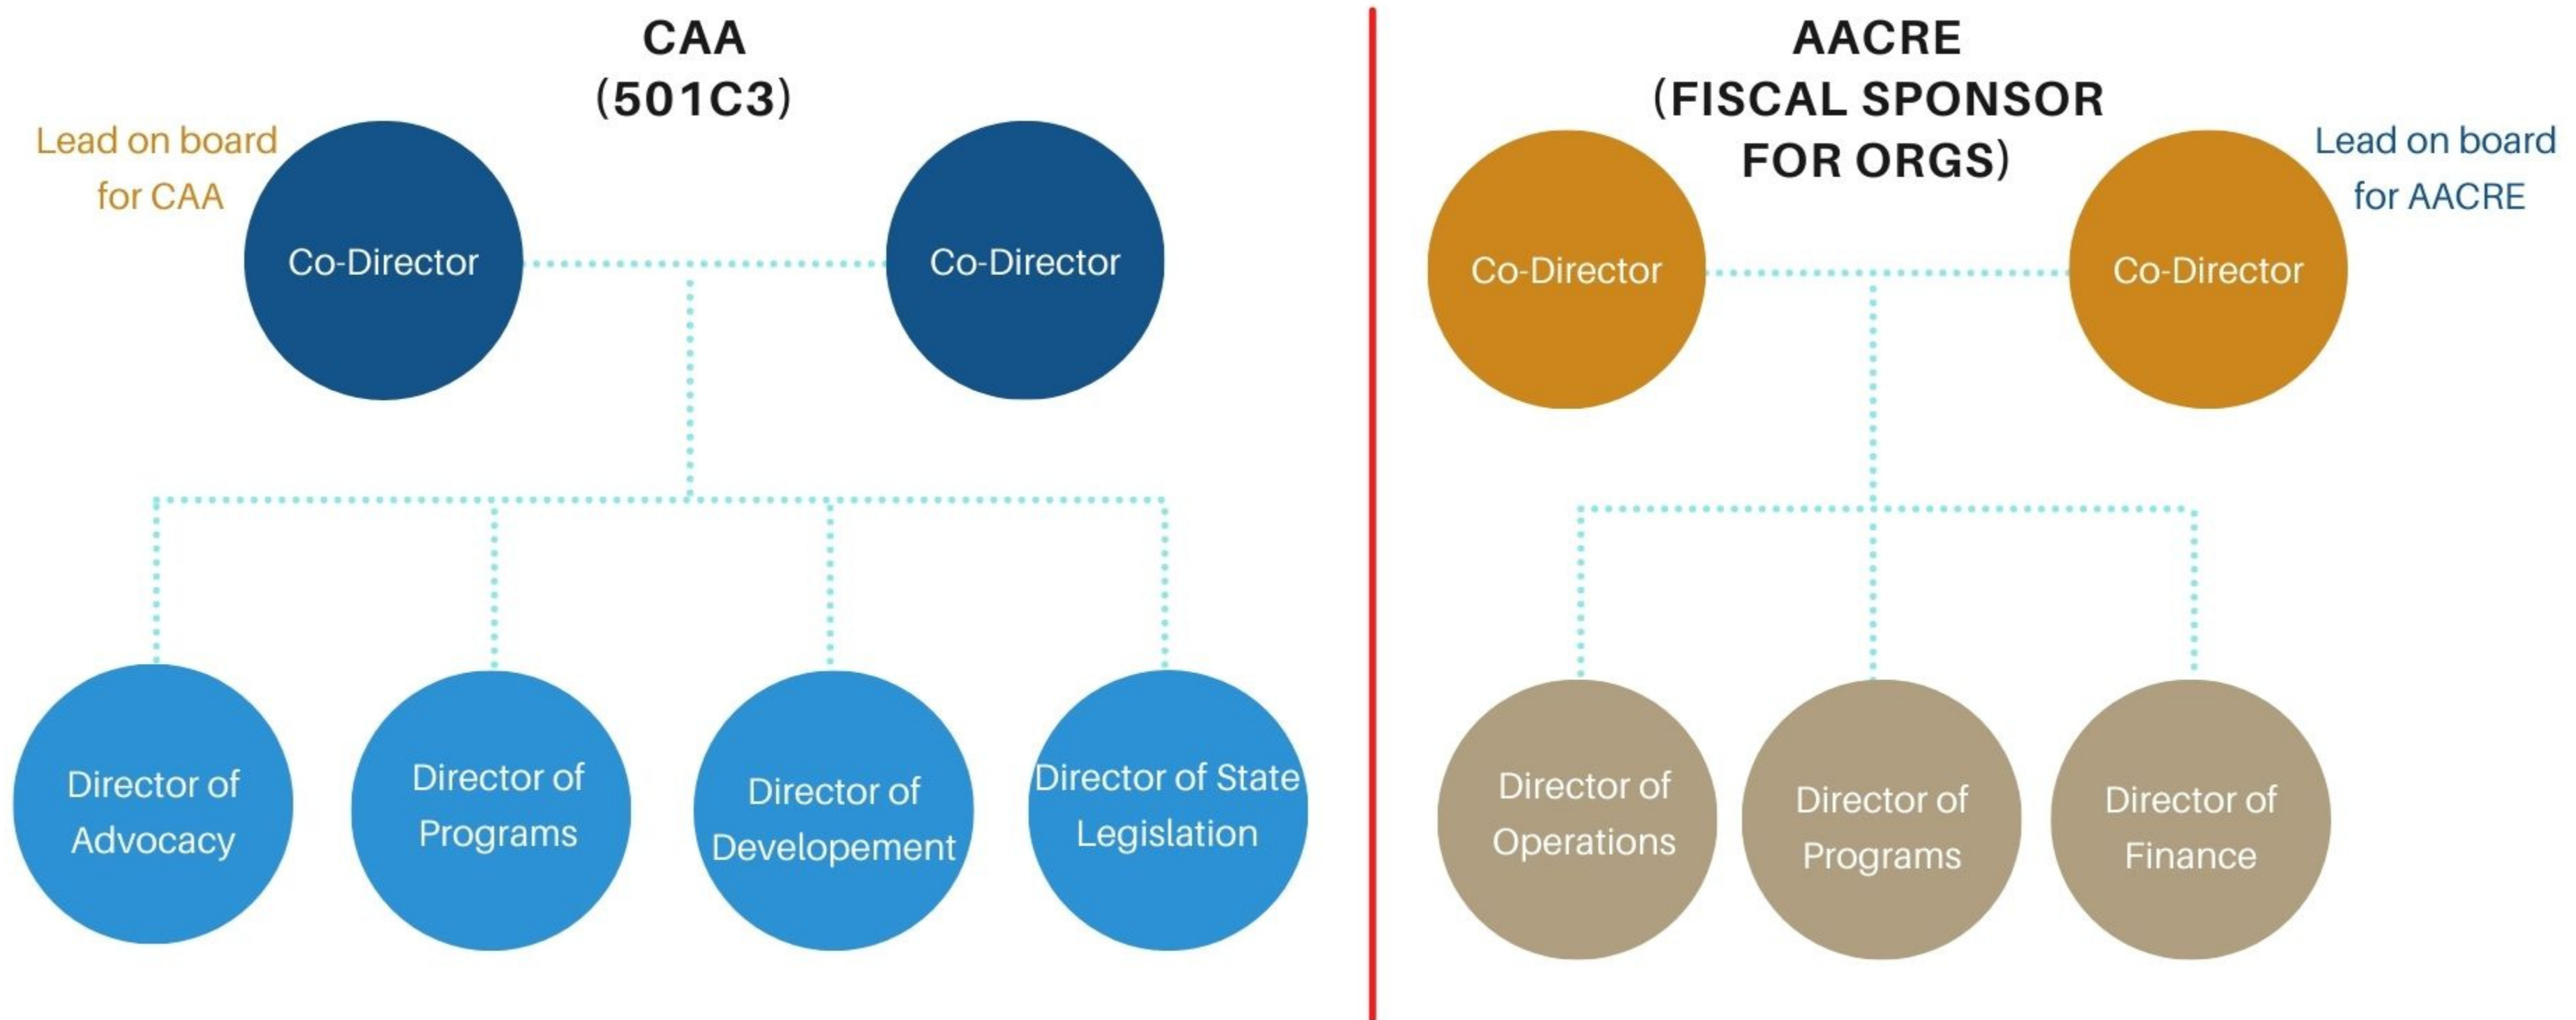 CAA
(501C3)
Lead on board
for CAA
Co-Director
Co-Director
Director of
Advocacy
Director of
Programs
Director of
Developement
Director of State
Legislation
AACRE
(FISCAL SPONSOR
FOR ORGS)
Lead on board
for AACRE
Co-Director
Co-Director
Director of
Operations
Director of
Programs
Director of
Finance